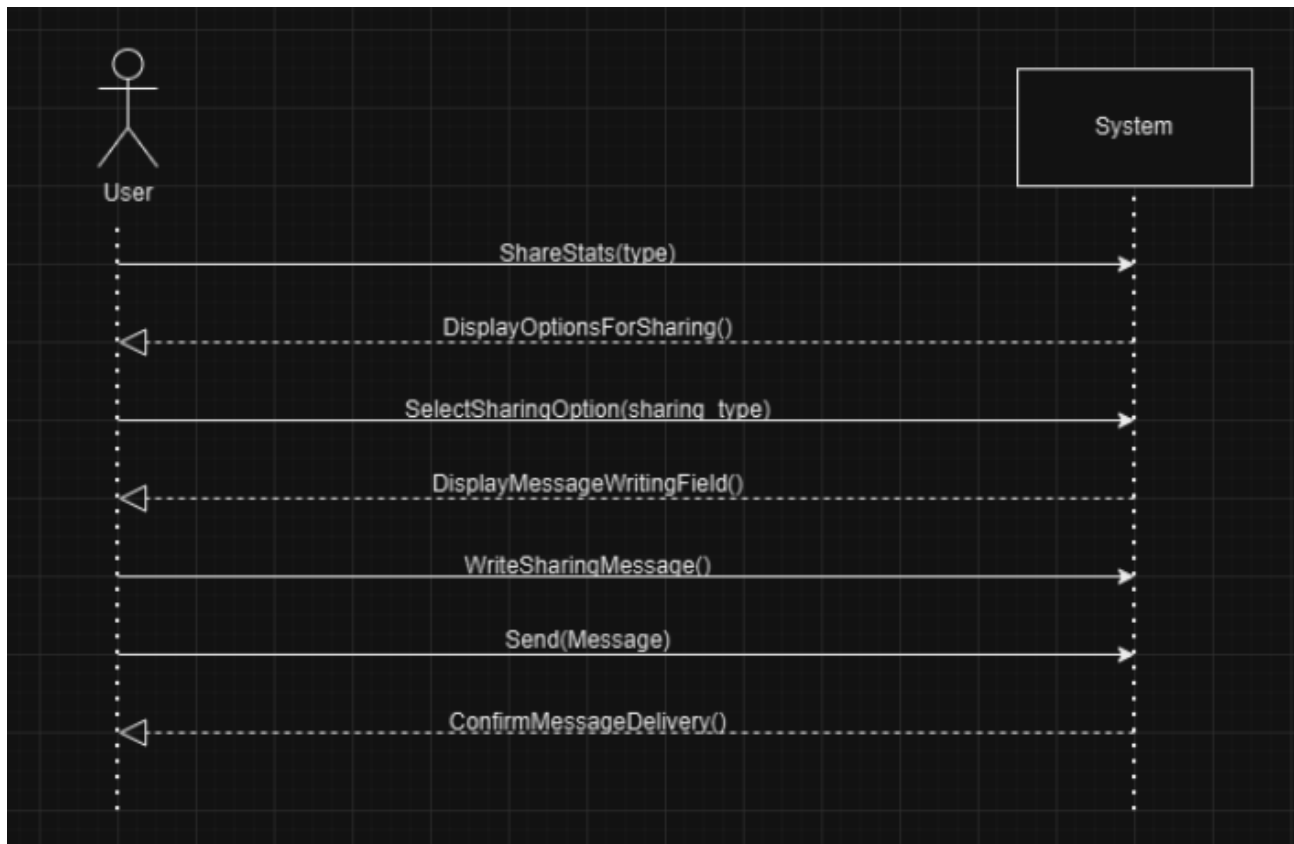 User
System
ShareStats(type)
DisplayOptionsForSharing()
SelectSharingOption(sharing_type)
DisplayMessageWritingField()
WriteSharingMessage()
Send(Message)
ConfirmMessageDelivery()